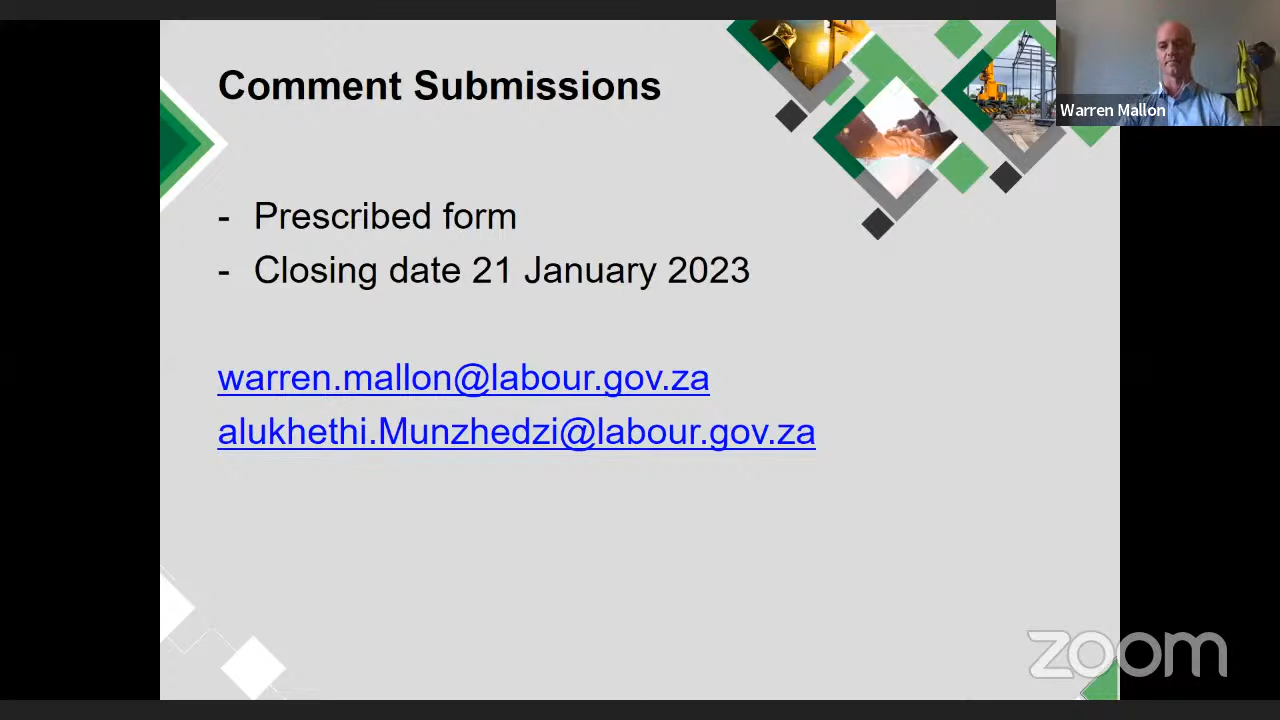 Comment Submissions
Warren Mallon
- Prescribed form
- Closing date 21 January 2023
warren.mallon@labour.gov.za
alukhethi.Munzhedzi@labour.gov.za
zoom